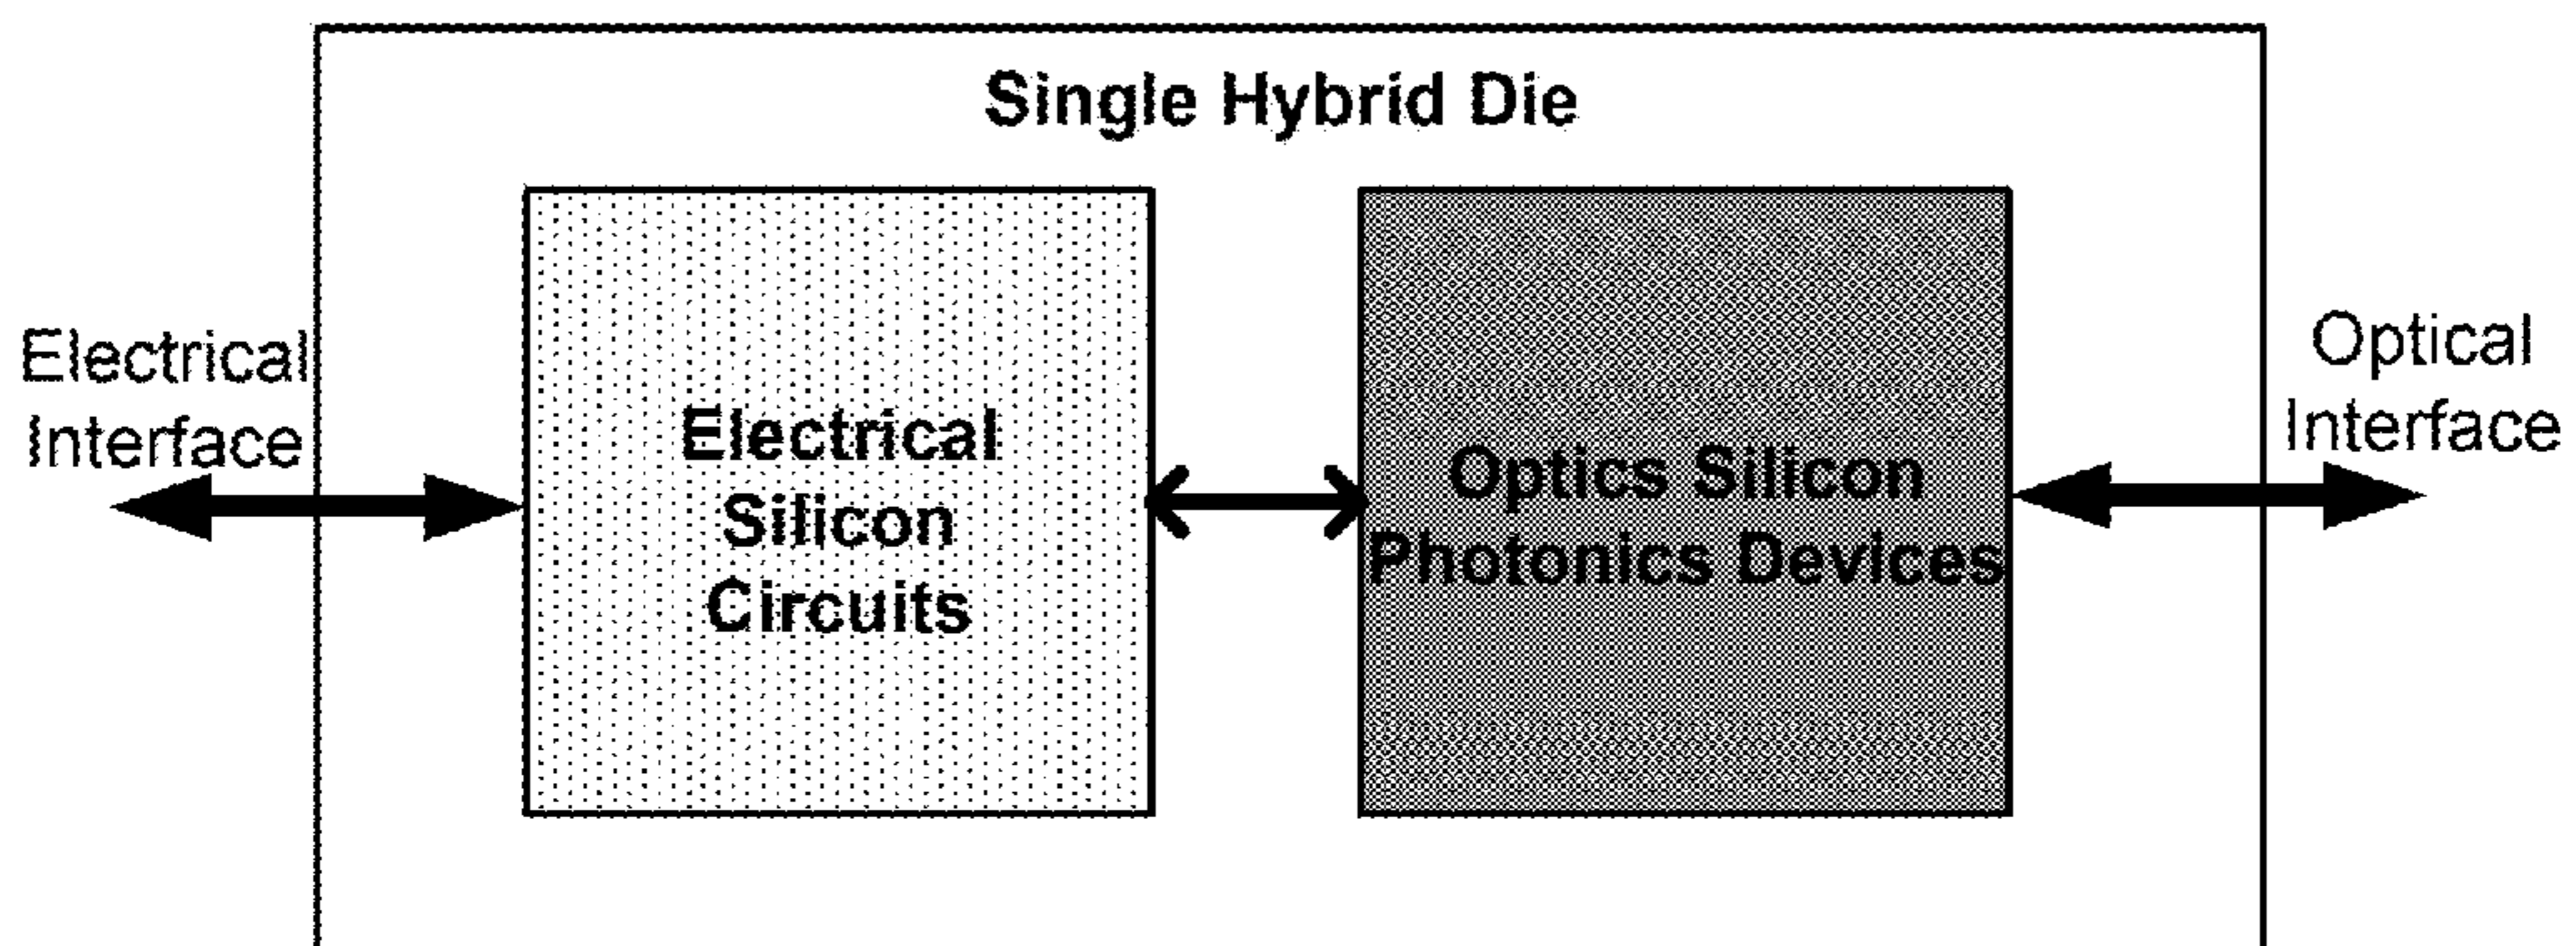 Single Hybrid Die
Electrical
Interface
Electrical
Silicon
Circuits
Optics Silicon
Photonics Devices
Optical
Interface